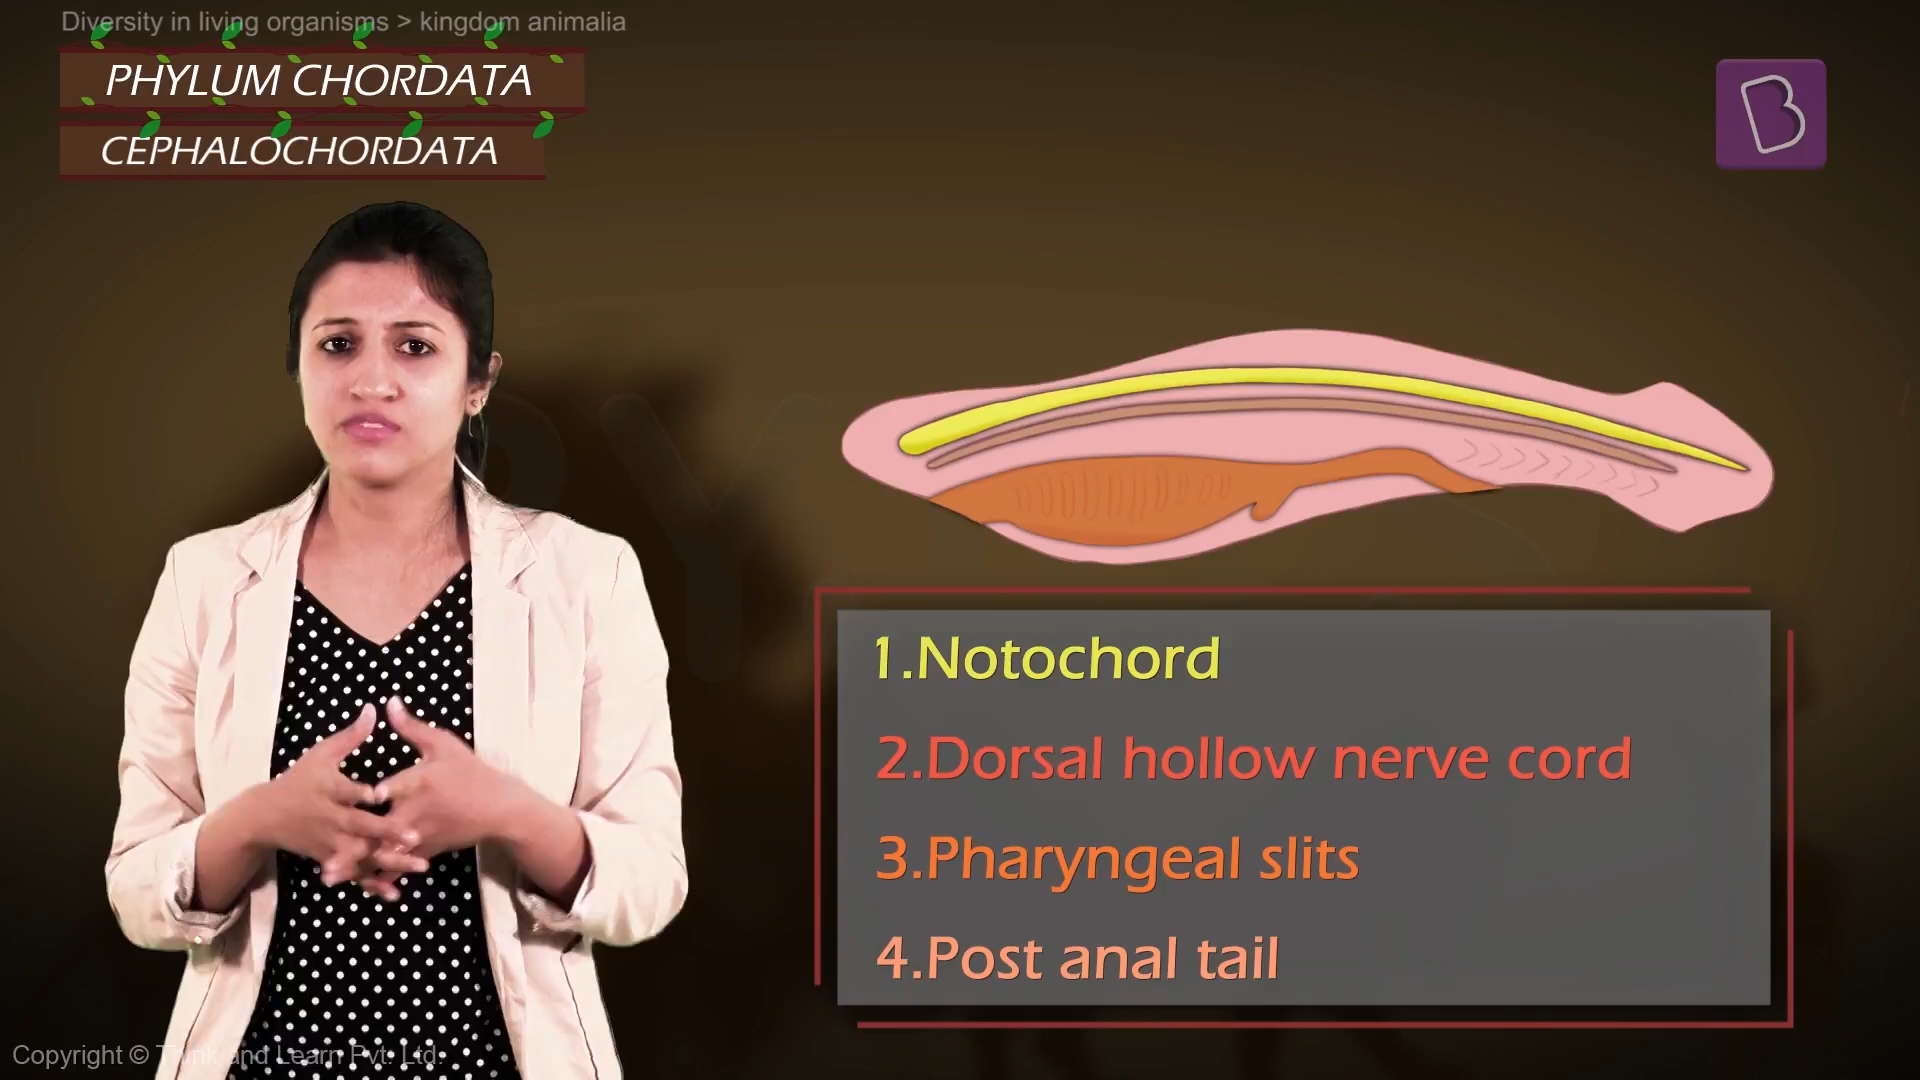 Diversity in living organisms > kingdom animalia
PHYLUM CHORDATA
CEPHALOCHORDATA
B
1.Notochord
2.Dorsal hollow nerve cord
3.Pharyngeal slits
4.Post anal tail
Copyright © Think and Learn Pvt. Ltd.